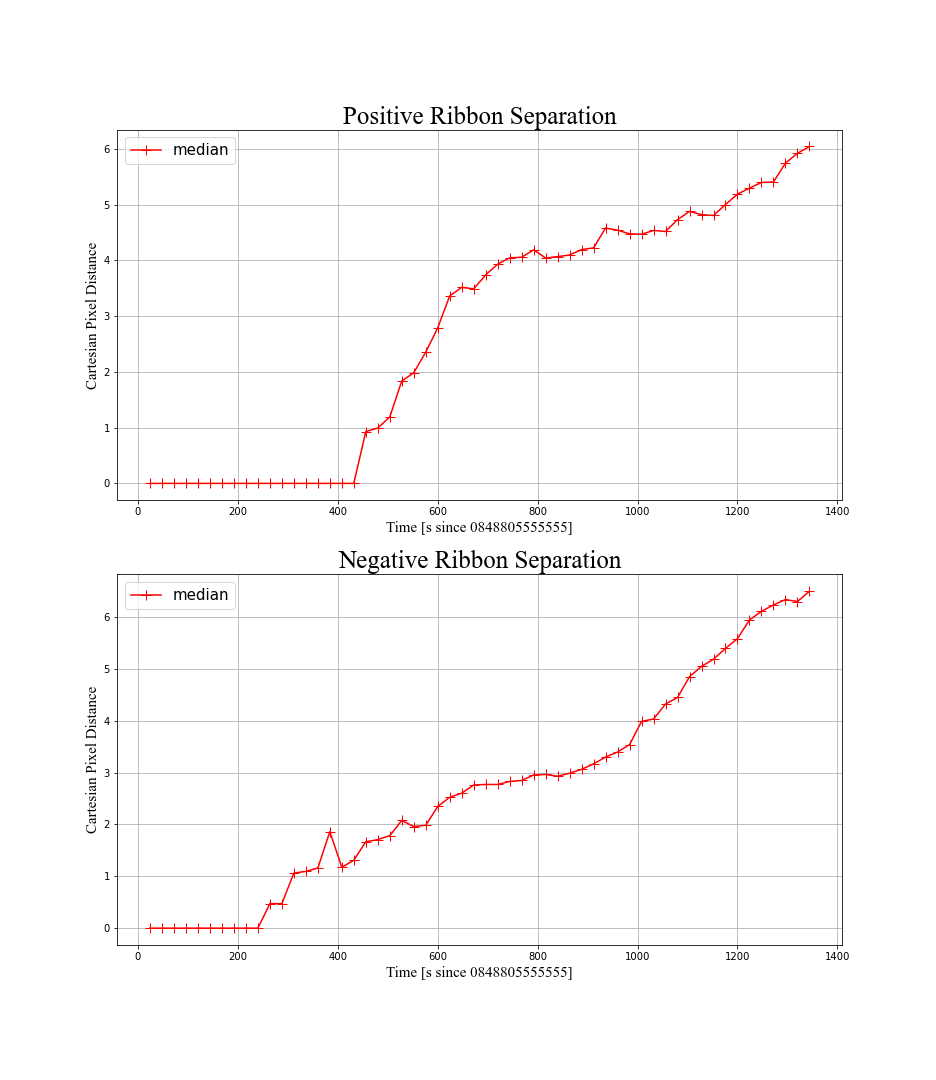 Positive Ribbon Separation
median
6
5
4
3
2
1
0
Cartesian Pixel Distance
0 200 400 600 800 1000 1200 1400
Time [s since 0848805555555]
Negative Ribbon Separation
median
6
5
4
3
2
1
0
Cartesian Pixel Distance
0 200 400 600 800 1000 1200 1400
Time [s since 0848805555555]